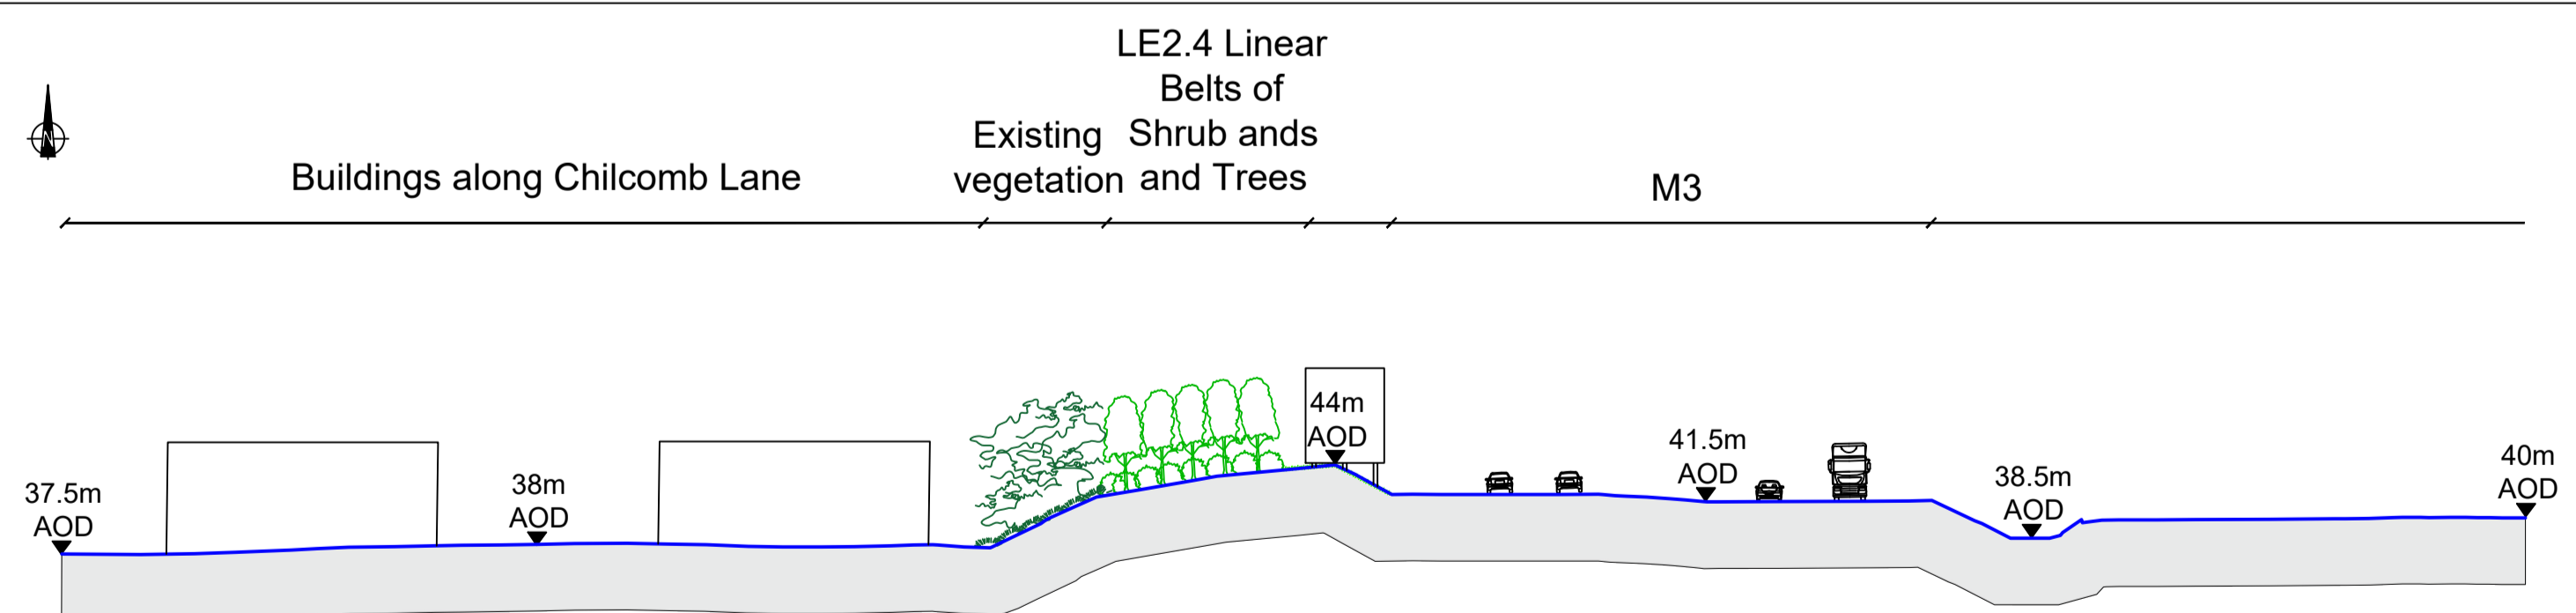 LE2.4 Linear
Belts of
Shrub ands
and Trees
Existing
vegetation
Buildings along Chilcomb Lane
M3
N
37.5m
AOD
38m
AOD
44m
AOD
41.5m
AOD
38.5m
AOD
40m
AOD